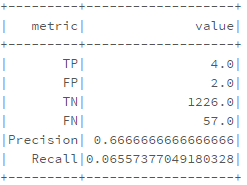 +---------+-------------------+
|   metric|              value|
+---------+-------------------+
|       TP|                4.0|
|       FP|                2.0|
|       TN|             1226.0|
|       FN|               57.0|
|Precision| 0.6666666666666666|
|   Recall|0.06557377049180328|
+---------+-------------------+